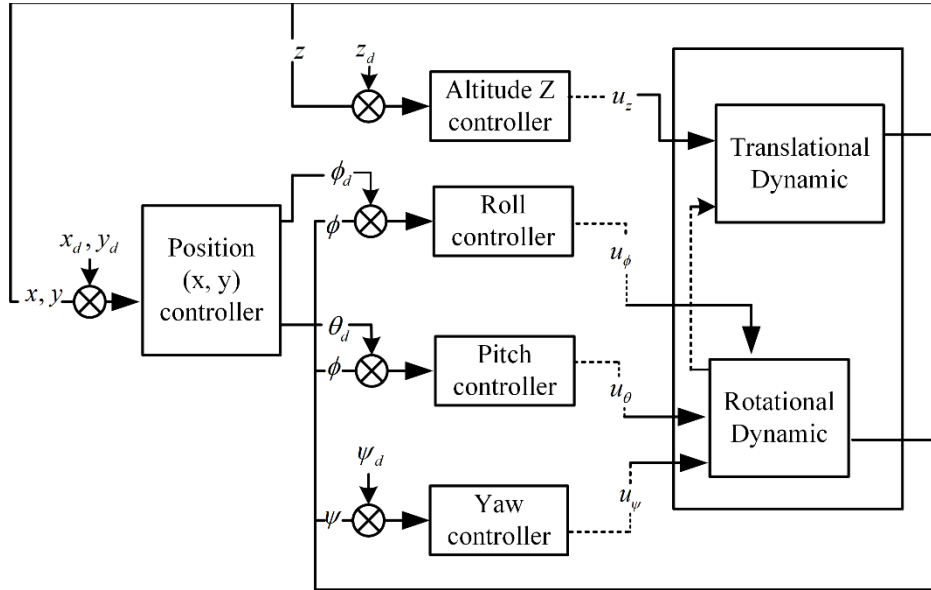 z
z_d
Altitude Z
controller
u_z
Translational
Dynamic
ϕ_d
ϕ
Roll
controller
u_ϕ
x_d, y_d
x, y
Position
(x, y)
controller
θ_d
ϕ
Pitch
controller
u_θ
Rotational
Dynamic
ψ_d
ψ
Yaw
controller
u_ψ